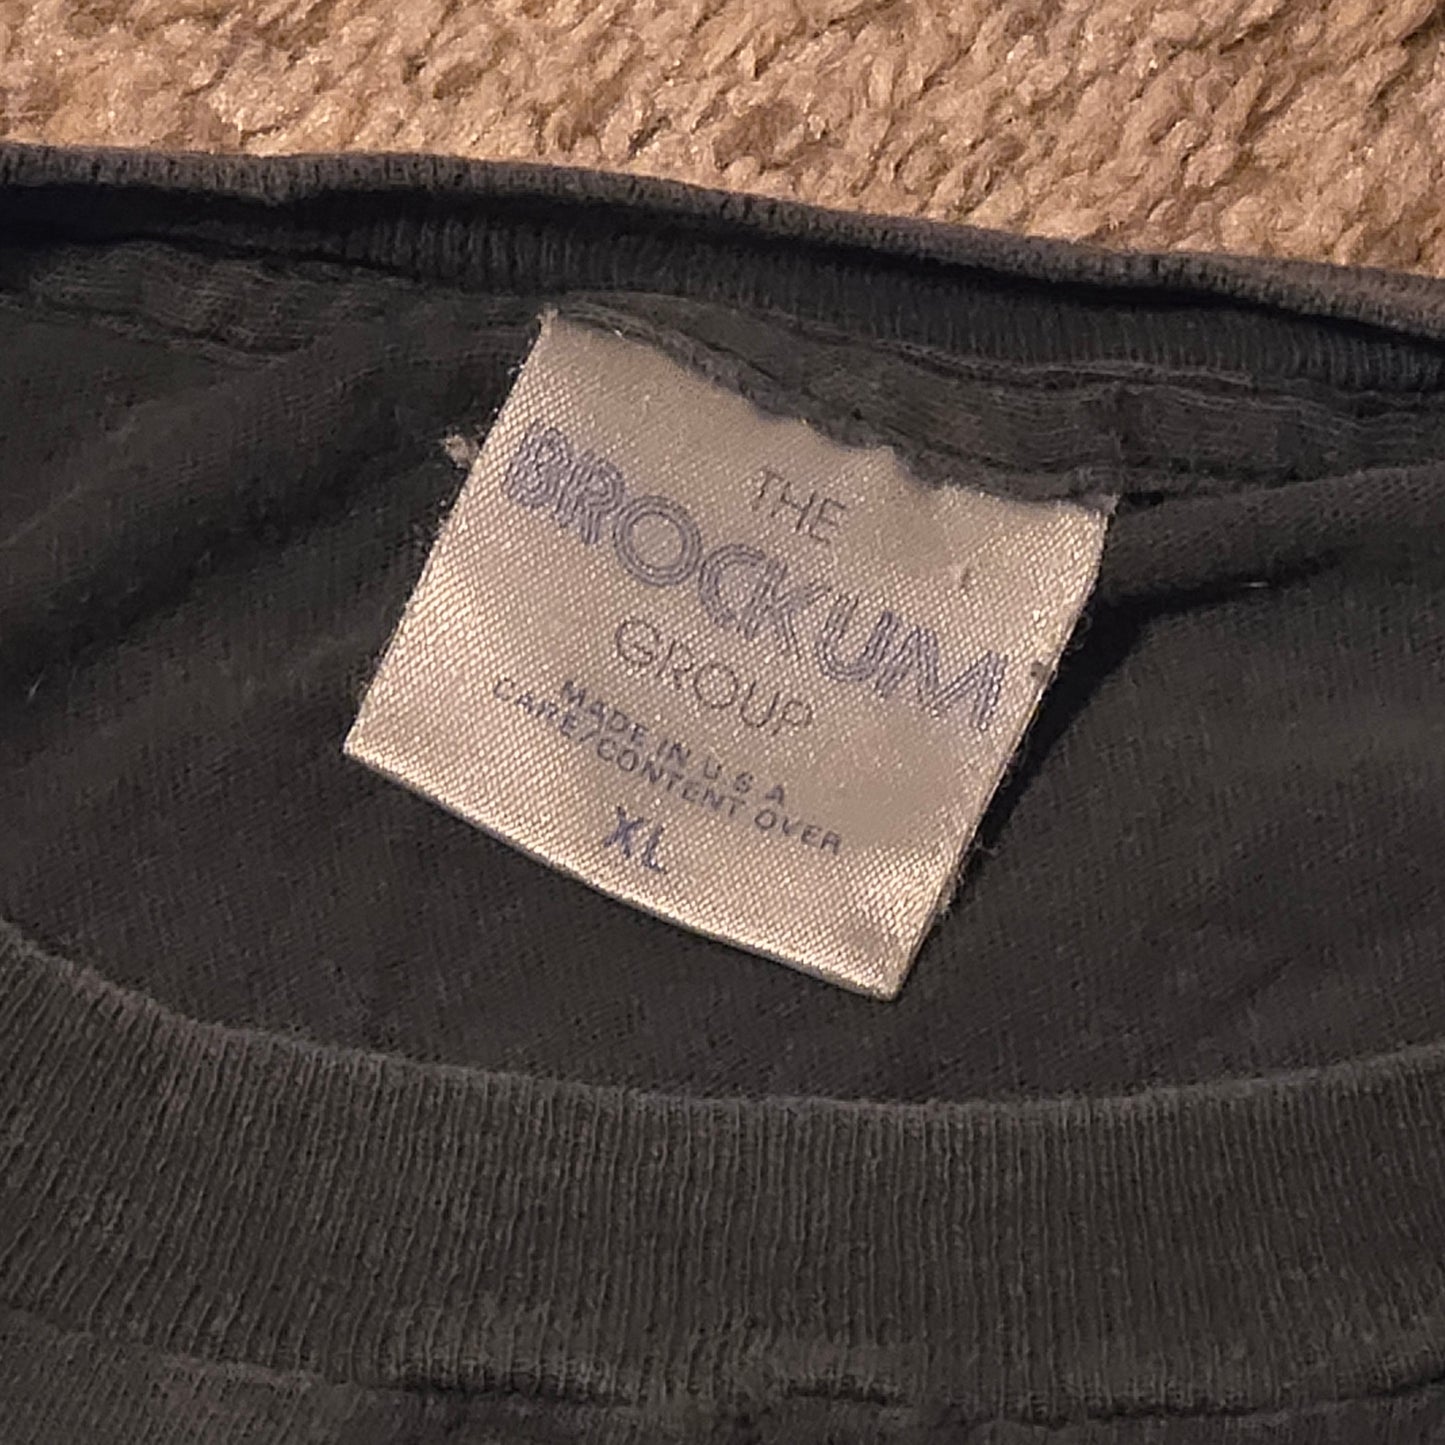 THE
BROCKUM
GROUP
MADE IN U S A
CARE/CONTENT OVER
XL